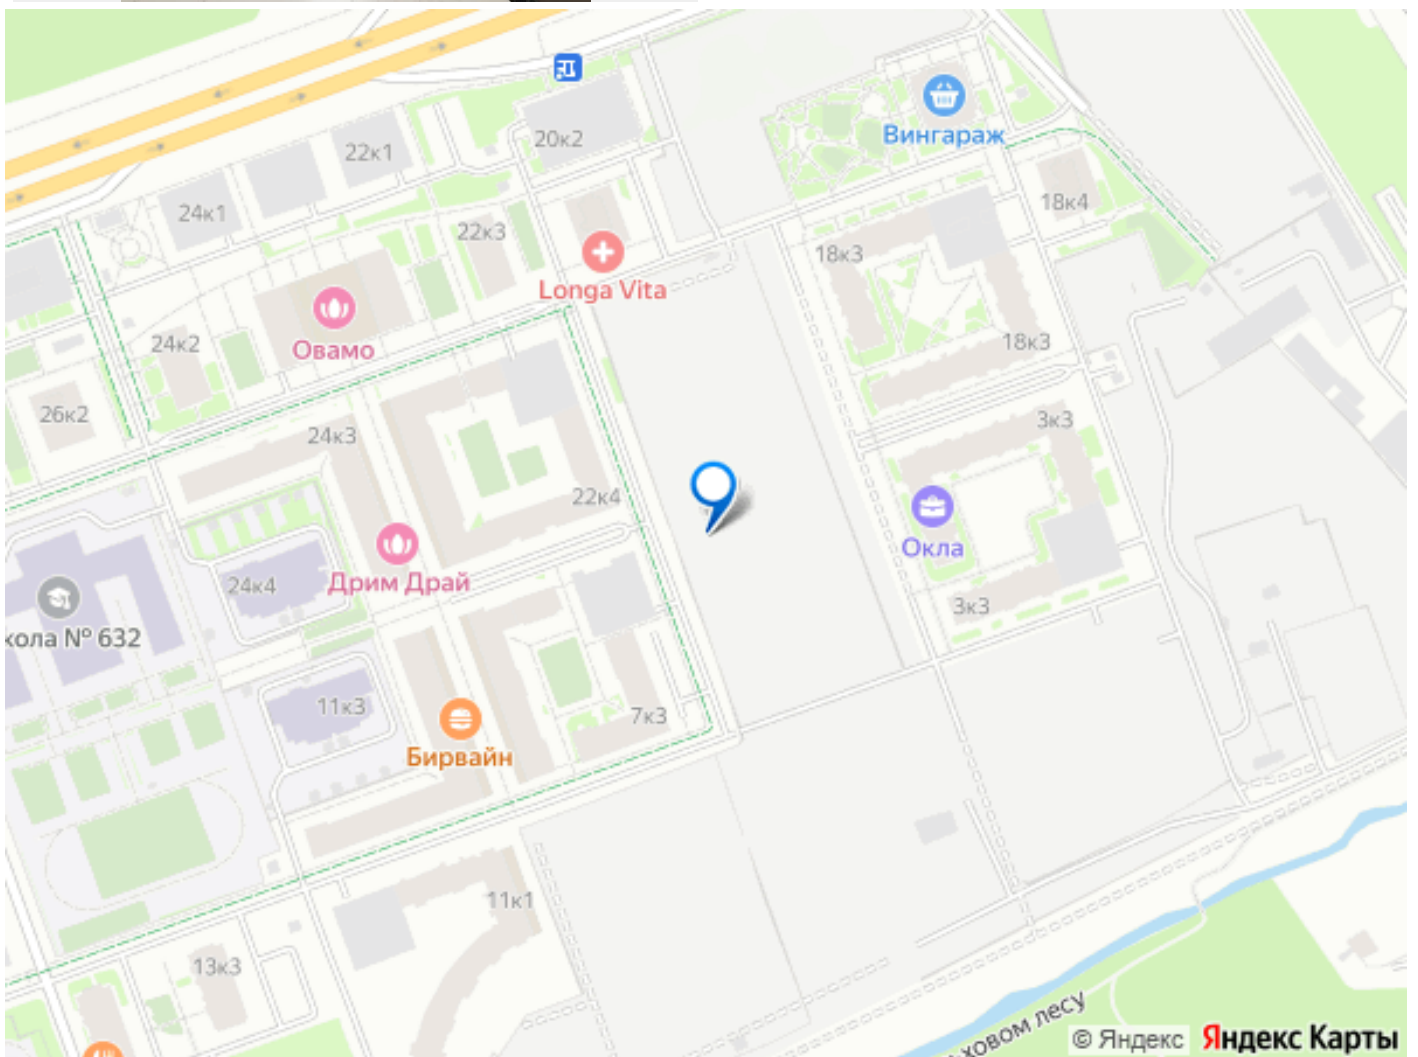 20к2
22к1
Вингараж
24к1
18к4
22к3
18к3
Longa Vita
24к2
Овамо
18к3
26к2
3к3
24к3
22к4
Окла
Дрим Драй
24к4
3к3
кола № 632
11к3
7к3
Бирвайн
11к1
13к3
ховом лесу
© Яндекс Яндекс Карты